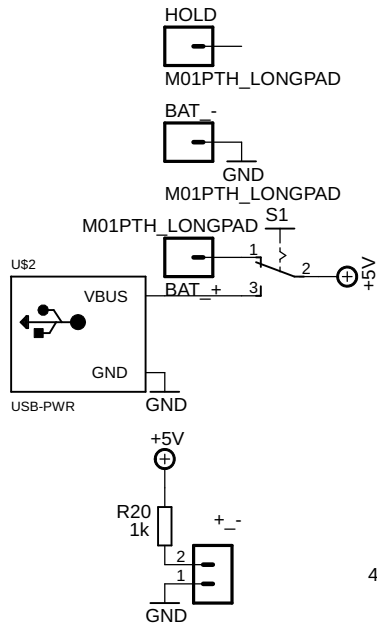 HOLD
M01PTH_LONGPAD
BAT_-
GND
M01PTH_LONGPAD
S1
M01PTH_LONGPAD
1
2
+5V
U$2
VBUS
BAT_+
3
GND
USB-PWR
GND
+5V
R20
1k
+_-
2
1
4
GND